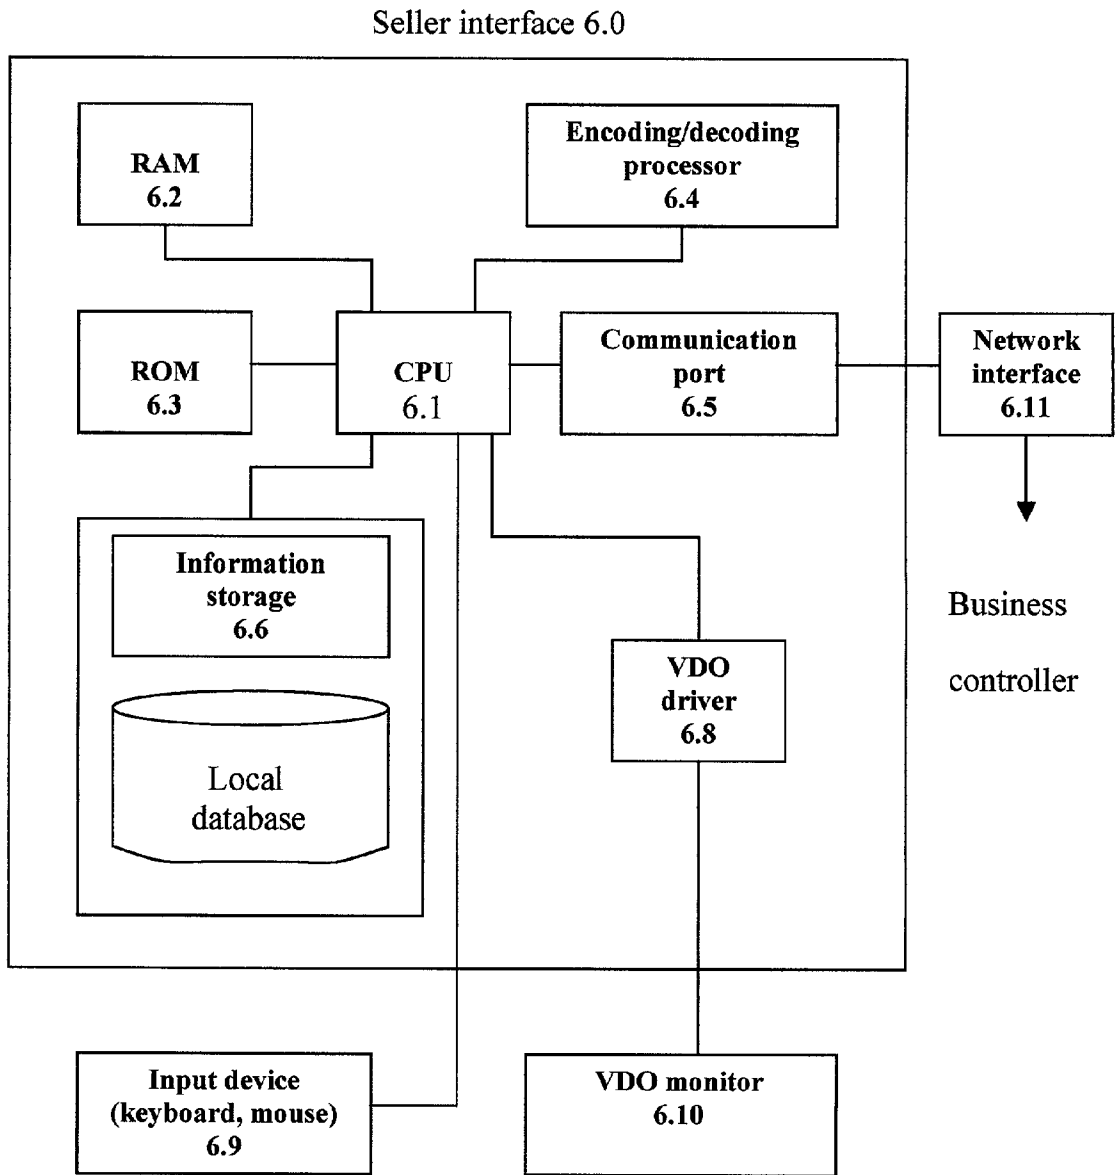 Seller interface 6.0
RAM
6.2
Encoding/decoding
processor
6.4
ROM
6.3
CPU
6.1
Communication
port
6.5
Network
interface
6.11
Information
storage
6.6
Business
controller
VDO
driver
6.8
Local
database
Input device
(keyboard, mouse)
6.9
VDO monitor
6.10